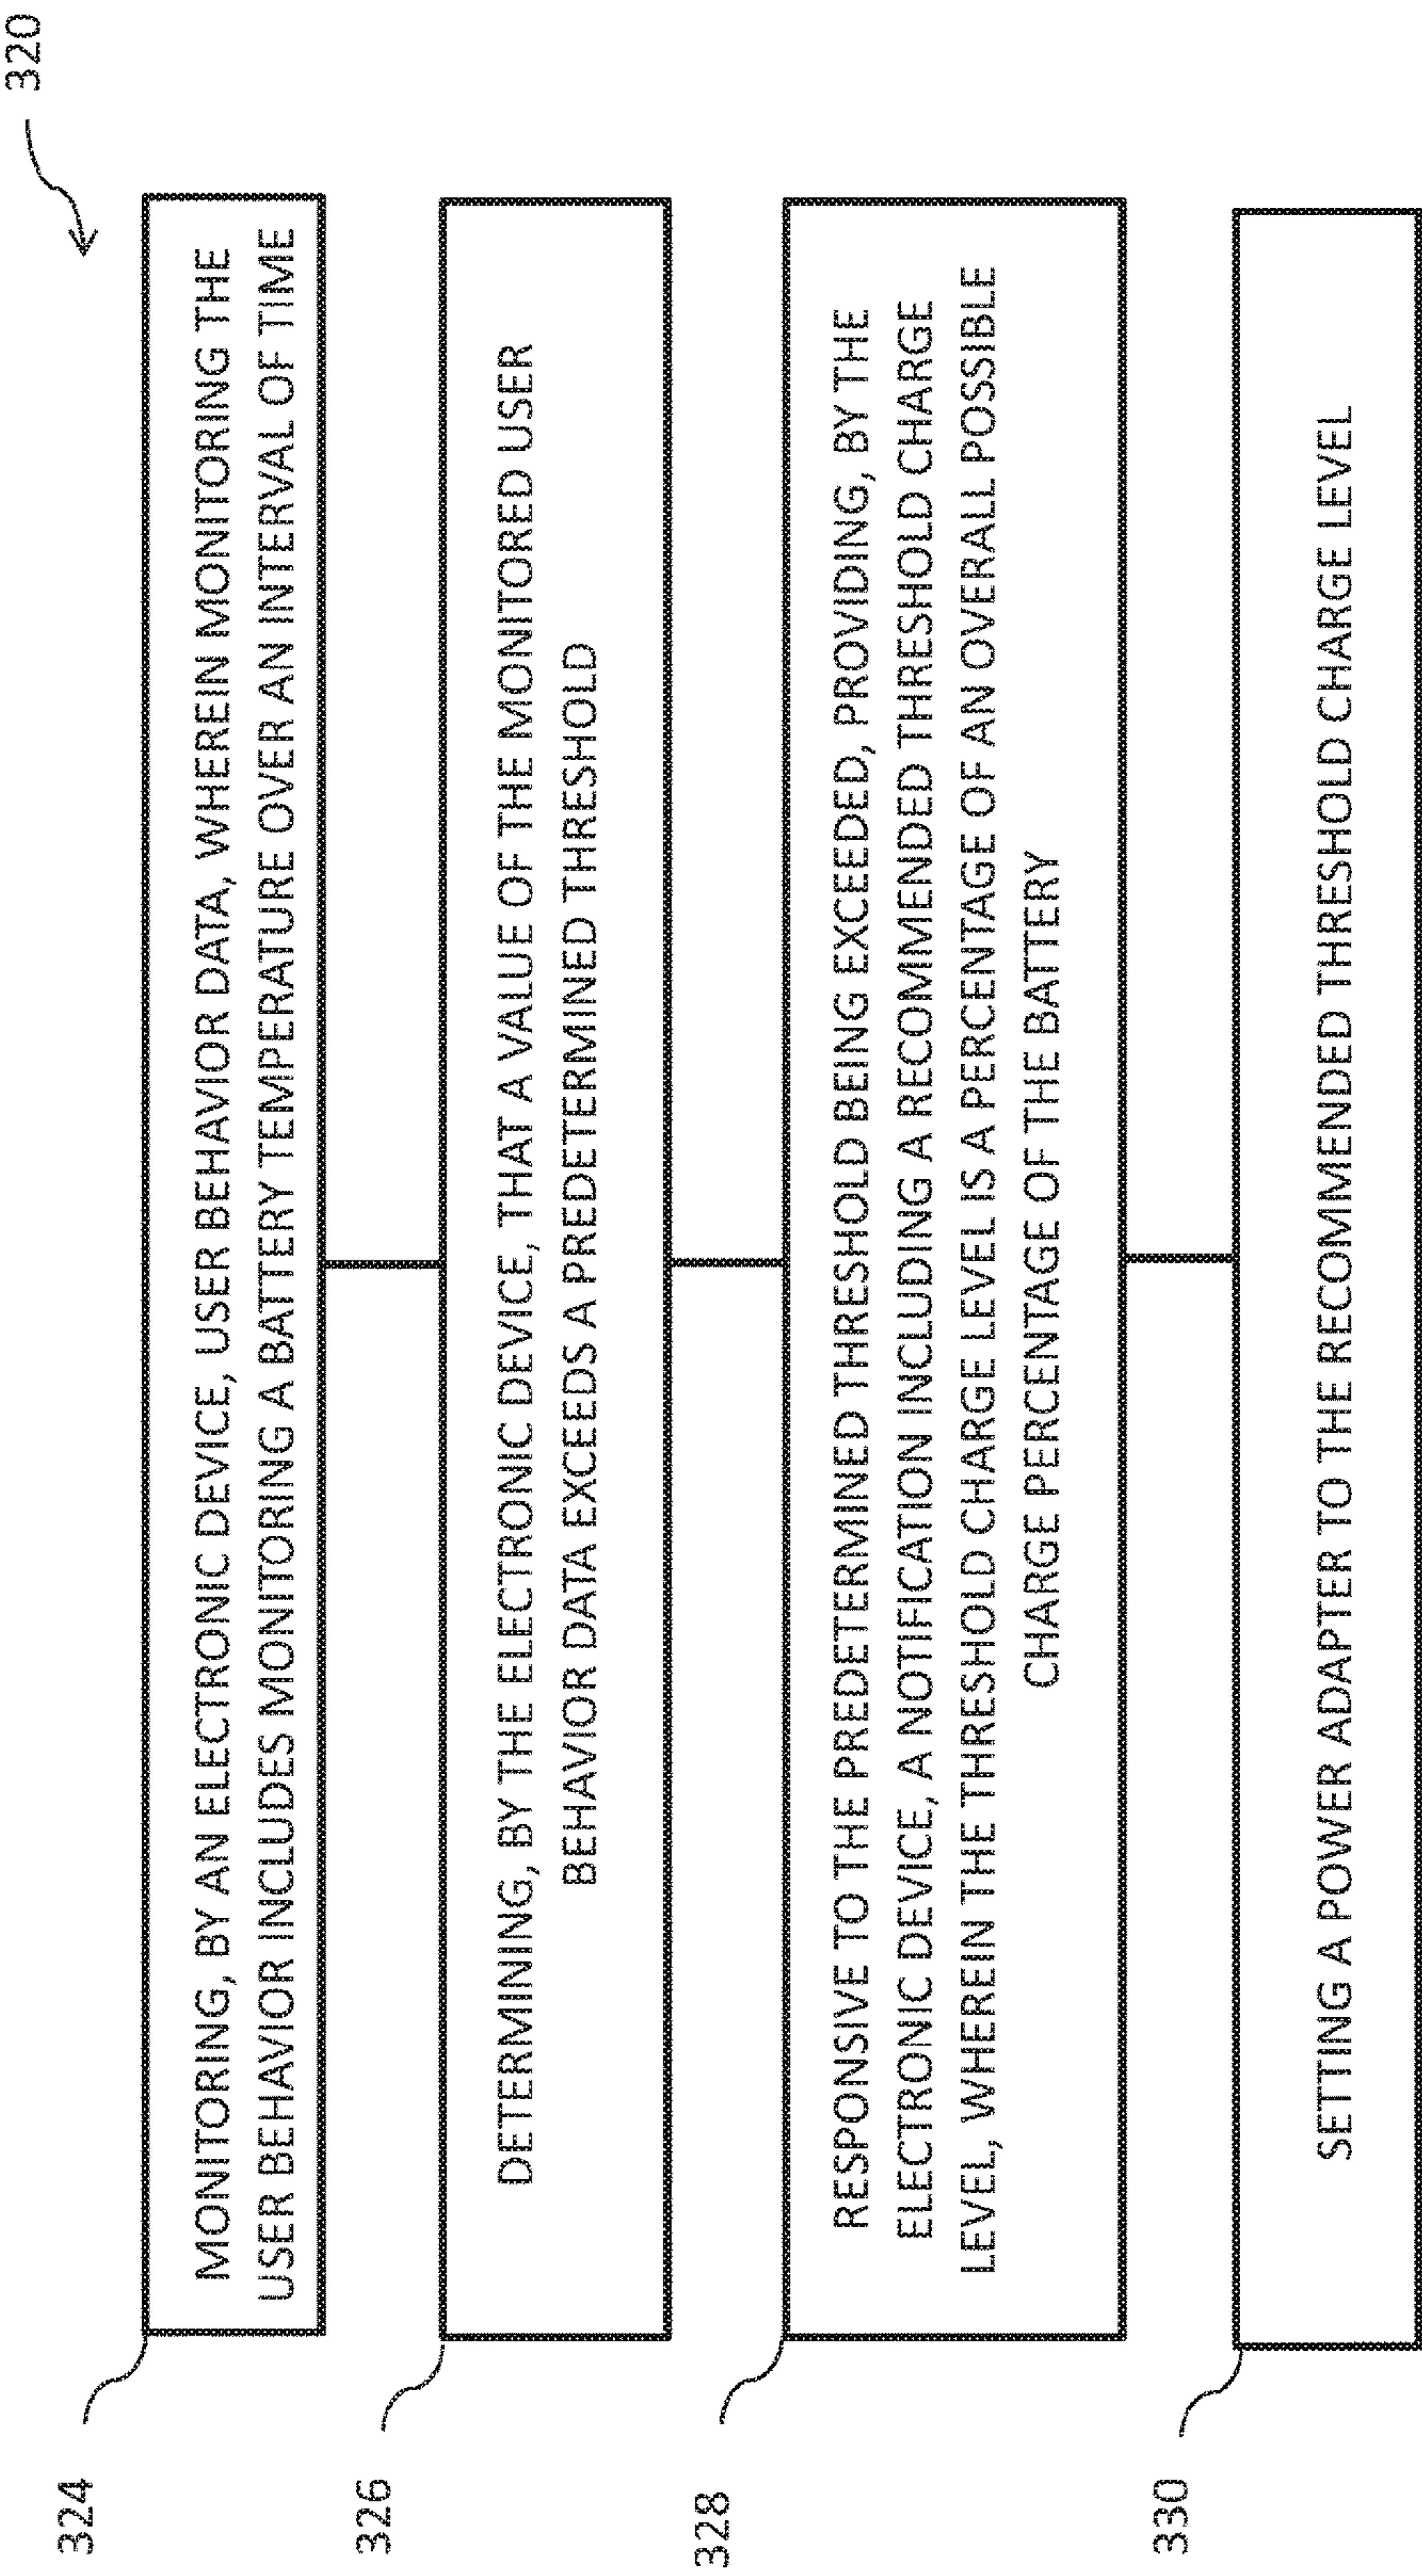 320
324
MONITORING, BY AN ELECTRONIC DEVICE, USER BEHAVIOR DATA, WHEREIN MONITORING THE
USER BEHAVIOR INCLUDES MONITORING A BATTERY TEMPERATURE OVER AN INTERVAL OF TIME
326
DETERMINING, BY THE ELECTRONIC DEVICE, THAT A VALUE OF THE MONITORED USER
BEHAVIOR DATA EXCEEDS A PREDETERMINED THRESHOLD
328
RESPONSIVE TO THE PREDETERMINED THRESHOLD BEING EXCEEDED, PROVIDING, BY THE
ELECTRONIC DEVICE, A NOTIFICATION INCLUDING A RECOMMENDED THRESHOLD CHARGE
LEVEL, WHEREIN THE THRESHOLD CHARGE LEVEL IS A PERCENTAGE OF AN OVERALL POSSIBLE
CHARGE PERCENTAGE OF THE BATTERY
330
SETTING A POWER ADAPTER TO THE RECOMMENDED THRESHOLD CHARGE LEVEL